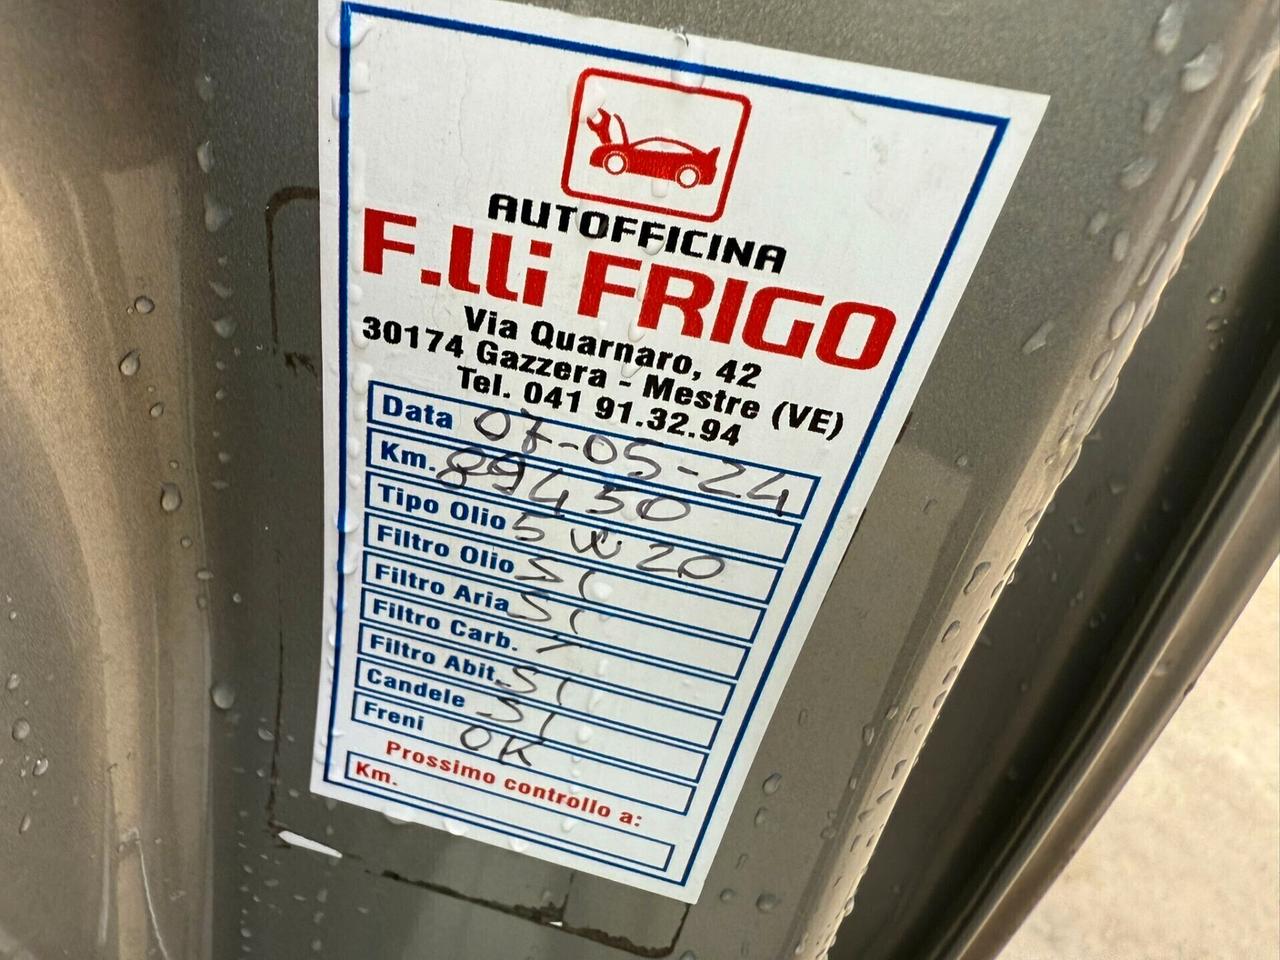 AUTOFFICINA
F.lli FRIGO
Via Quarnaro, 42
30174 Gazzera - Mestre (VE)
Tel. 041 91.32.94
Data 07-05-24
Km. 89450
Tipo Olio 5W20
Filtro Olio SI
Filtro Aria SI
Filtro Carb. /
Filtro Abit. SI
Candele SI
Freni OK
Prossimo controllo a:
Km.